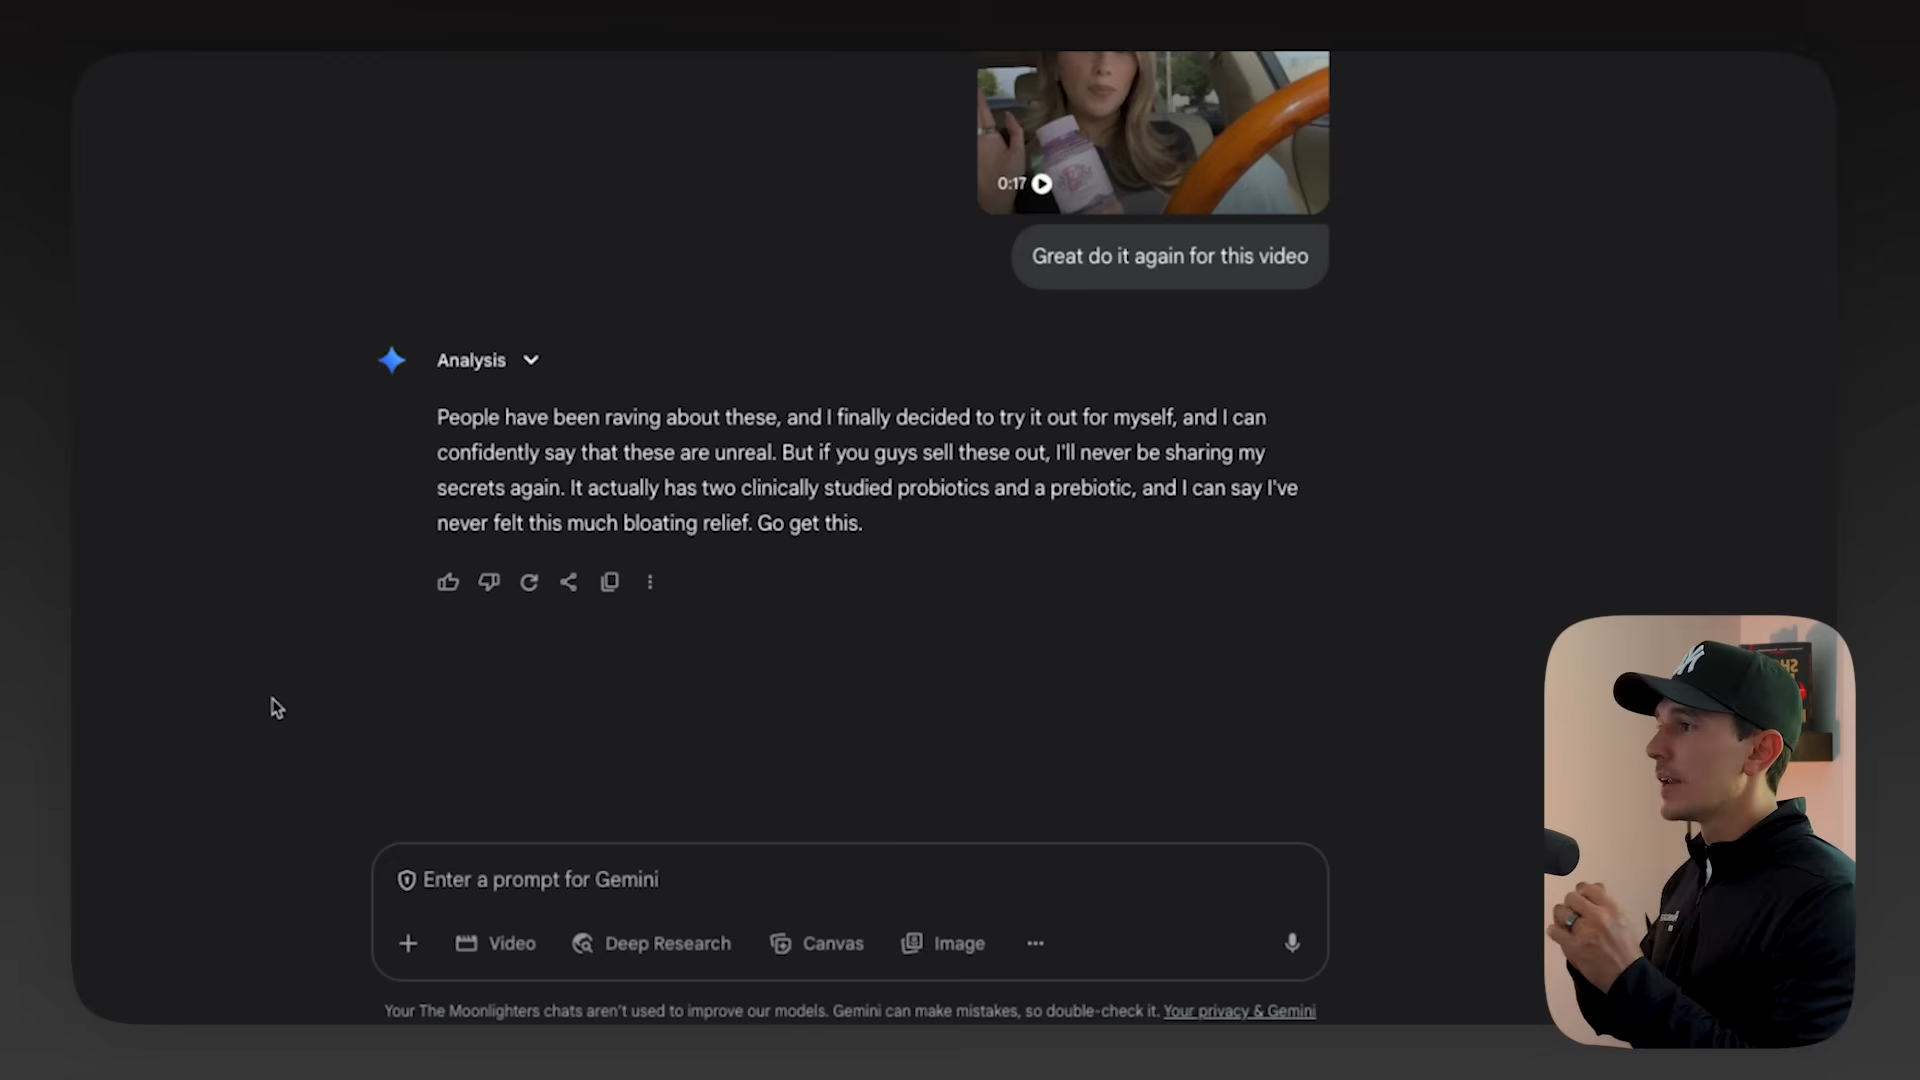 0:17
Great do it again for this video
Analysis
People have been raving about these, and I finally decided to try it out for myself, and I can
confidently say that these are unreal. But if you guys sell these out, I'll never be sharing my
secrets again. It actually has two clinically studied probiotics and a prebiotic, and I can say I've
never felt this much bloating relief. Go get this.
Enter a prompt for Gemini
Video
Deep Research
Canvas
Image
Your The Moonlighters chats aren't used to improve our models. Gemini can make mistakes, so double-check it. Your privacy & Gemini